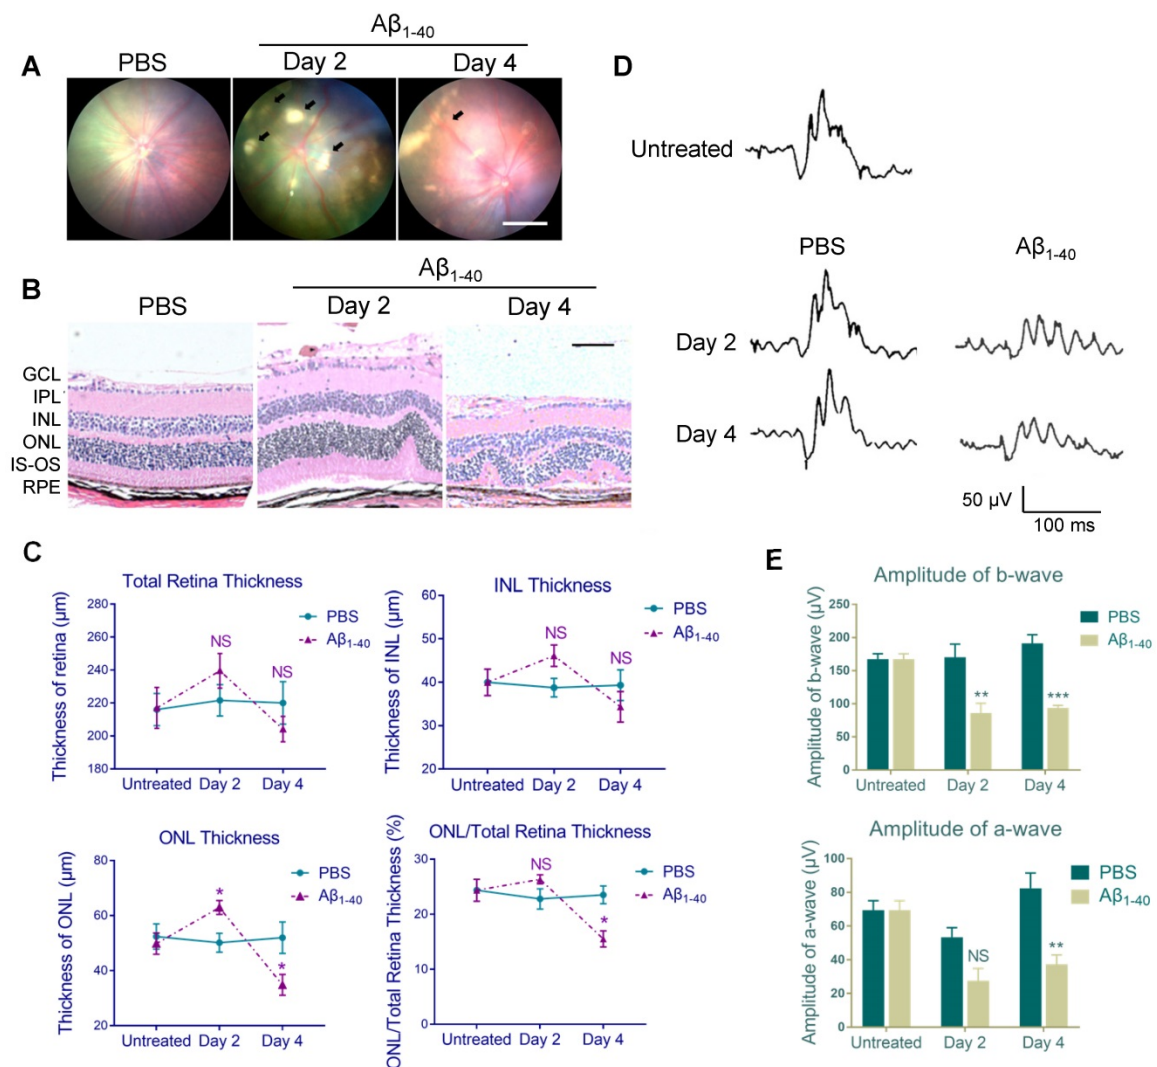 Aβ1-40
A PBS Day 2 Day 4
Aβ1-40
B PBS Day 2 Day 4
GCL
IPL
INL
ONL
IS-OS
RPE
C
Total Retina Thickness
Thickness of retina (µm)
280
260
240
220
200
180
NS
NS
PBS
Aβ1-40
Untreated Day 2 Day 4
INL Thickness
Thickness of INL (µm)
60
50
40
30
20
NS
NS
PBS
Aβ1-40
Untreated Day 2 Day 4
ONL Thickness
Thickness of ONL (µm)
80
60
40
20
*
*
PBS
Aβ1-40
Untreated Day 2 Day 4
ONL/Total Retina Thickness
ONL/Total Retina Thickness (%)
30
20
10
0
NS
*
PBS
Aβ1-40
Untreated Day 2 Day 4
D
Untreated
PBS Aβ1-40
Day 2
Day 4
50 µV
100 ms
E
Amplitude of b-wave
Amplitude of b-wave (µV)
250
200
150
100
50
0
**
***
PBS
Aβ1-40
Untreated Day 2 Day 4
Amplitude of a-wave
Amplitude of a-wave (µV)
100
80
60
40
20
0
NS
**
PBS
Aβ1-40
Untreated Day 2 Day 4